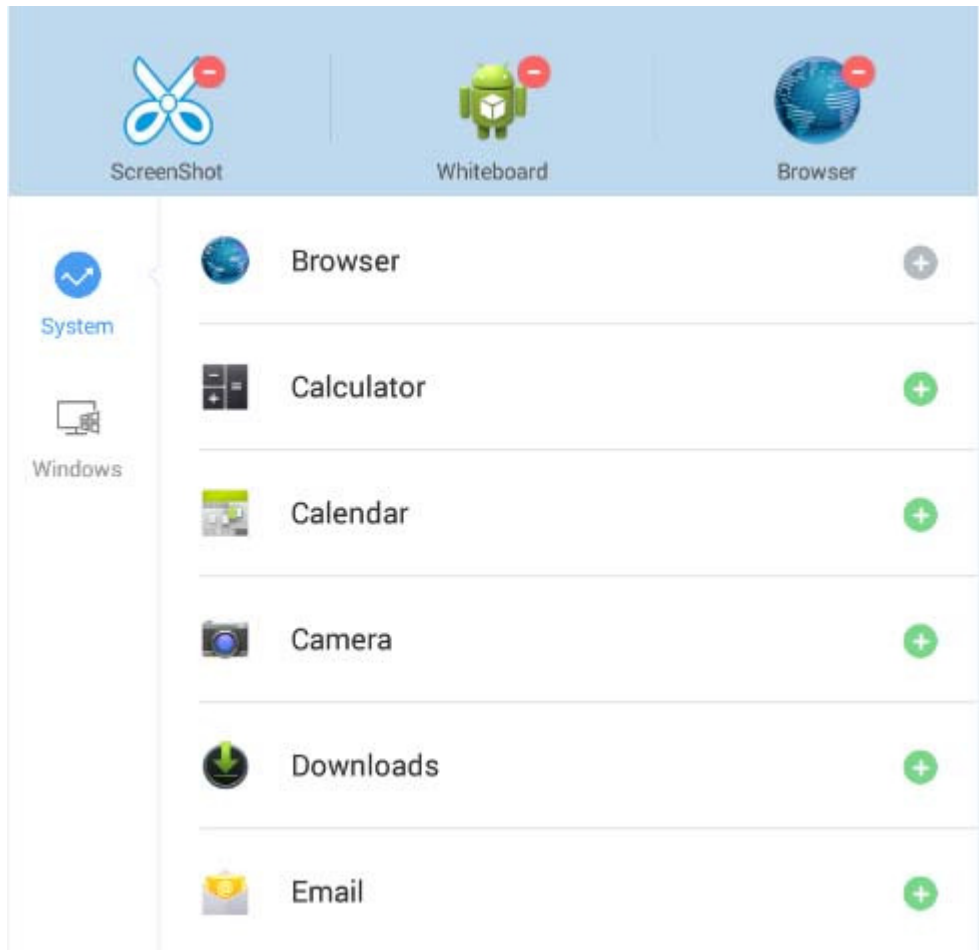 ScreenShot
Whiteboard
Browser
System
Windows
Browser
Calculator
Calendar
Camera
Downloads
Email